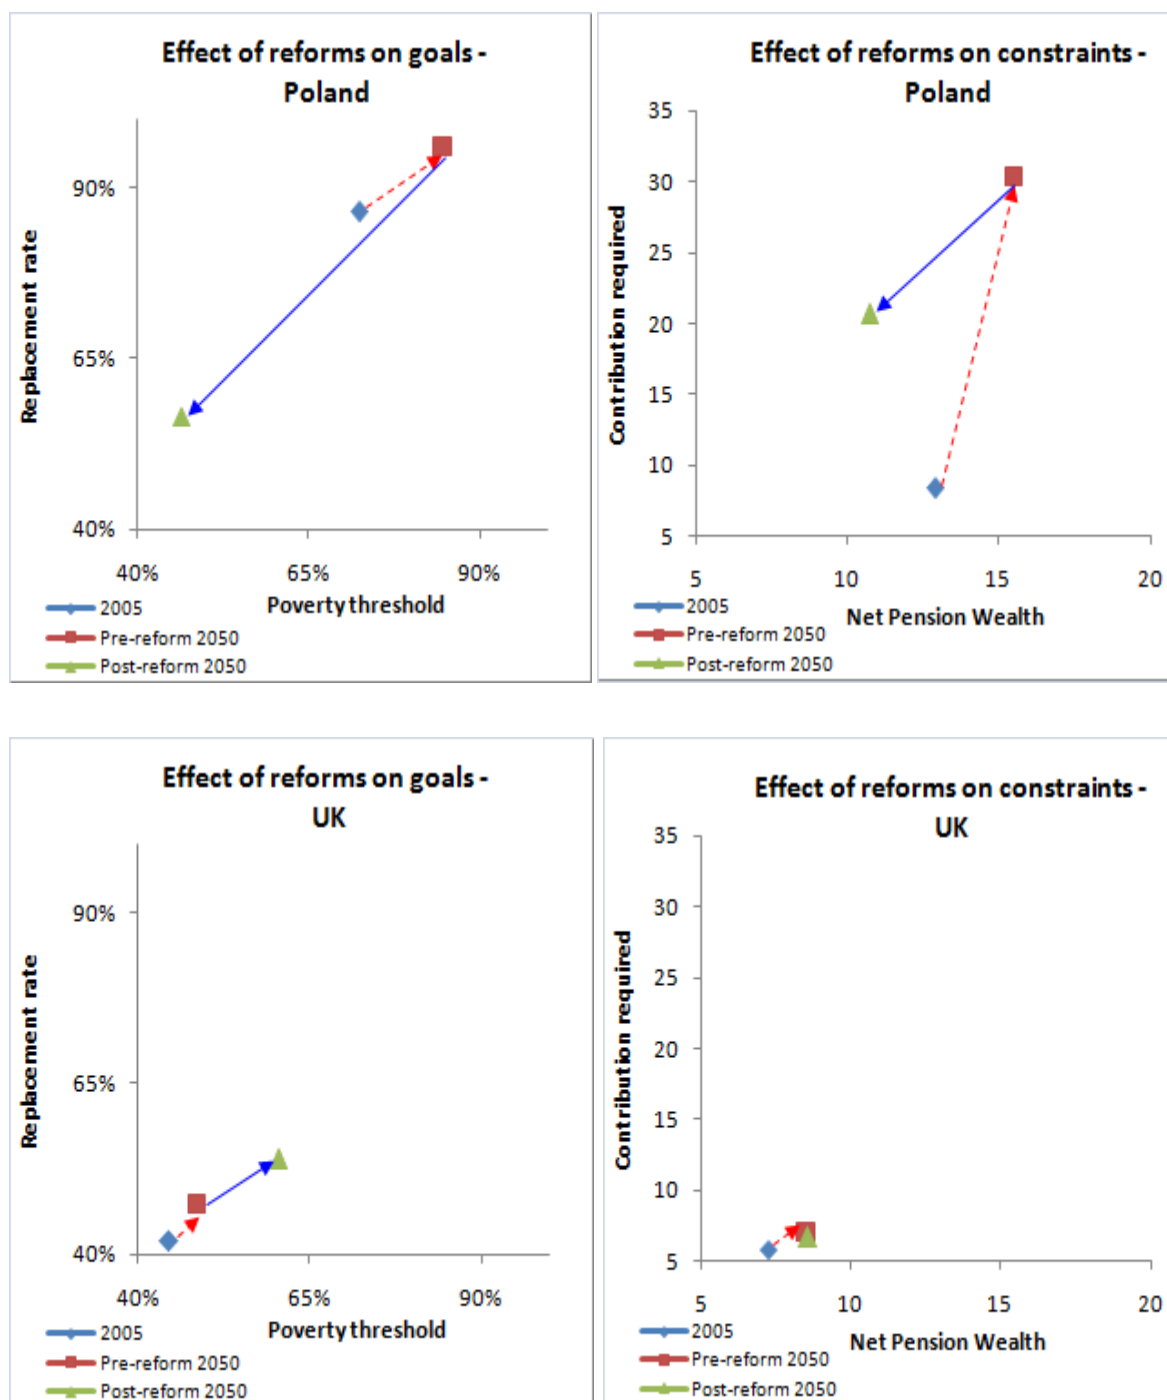 Effect of reforms on goals -
Poland
Replacement rate
90%
65%
40%
40%
65%
90%
Poverty threshold
2005
Pre-reform 2050
Post-reform 2050
Effect of reforms on constraints -
Poland
Contribution required
35
30
25
20
15
10
5
5
10
15
20
Net Pension Wealth
2005
Pre-reform 2050
Post-reform 2050
Effect of reforms on goals -
UK
Replacement rate
90%
65%
40%
40%
65%
90%
Poverty threshold
2005
Pre-reform 2050
Post-reform 2050
Effect of reforms on constraints -
UK
Contribution required
35
30
25
20
15
10
5
5
10
15
20
Net Pension Wealth
2005
Pre-reform 2050
Post-reform 2050